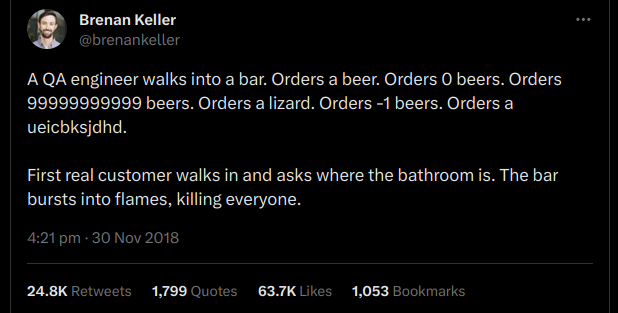 Brenan Keller
@brenankeller
A QA engineer walks into a bar. Orders a beer. Orders 0 beers. Orders
99999999999 beers. Orders a lizard. Orders -1 beers. Orders a
ueicbksjdhd.
First real customer walks in and asks where the bathroom is. The bar
bursts into flames, killing everyone.
4:21 pm · 30 Nov 2018
24.8K Retweets 1,799 Quotes 63.7K Likes 1,053 Bookmarks